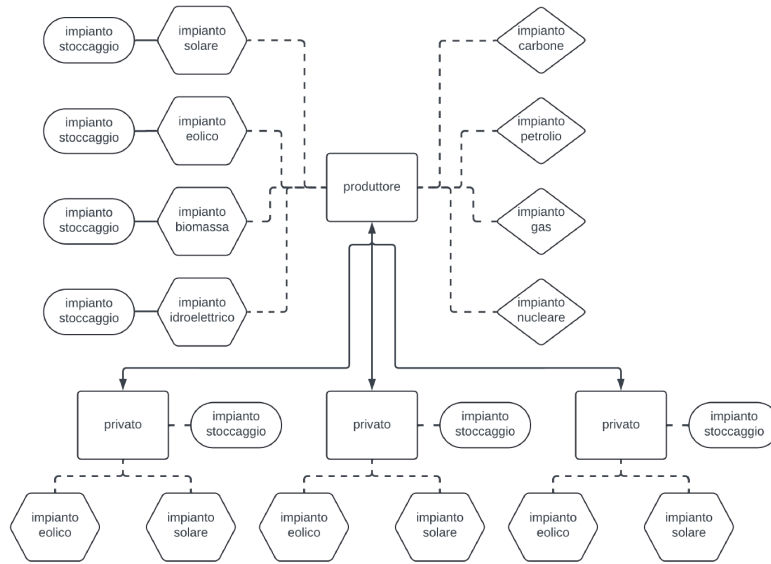 impianto
stoccaggio
impianto
solare
impianto
carbone
impianto
stoccaggio
impianto
eolico
impianto
petrolio
produttore
impianto
stoccaggio
impianto
biomassa
impianto
gas
impianto
stoccaggio
impianto
idroelettrico
impianto
nucleare
privato
impianto
stoccaggio
privato
impianto
stoccaggio
privato
impianto
stoccaggio
impianto
eolico
impianto
solare
impianto
eolico
impianto
solare
impianto
eolico
impianto
solare